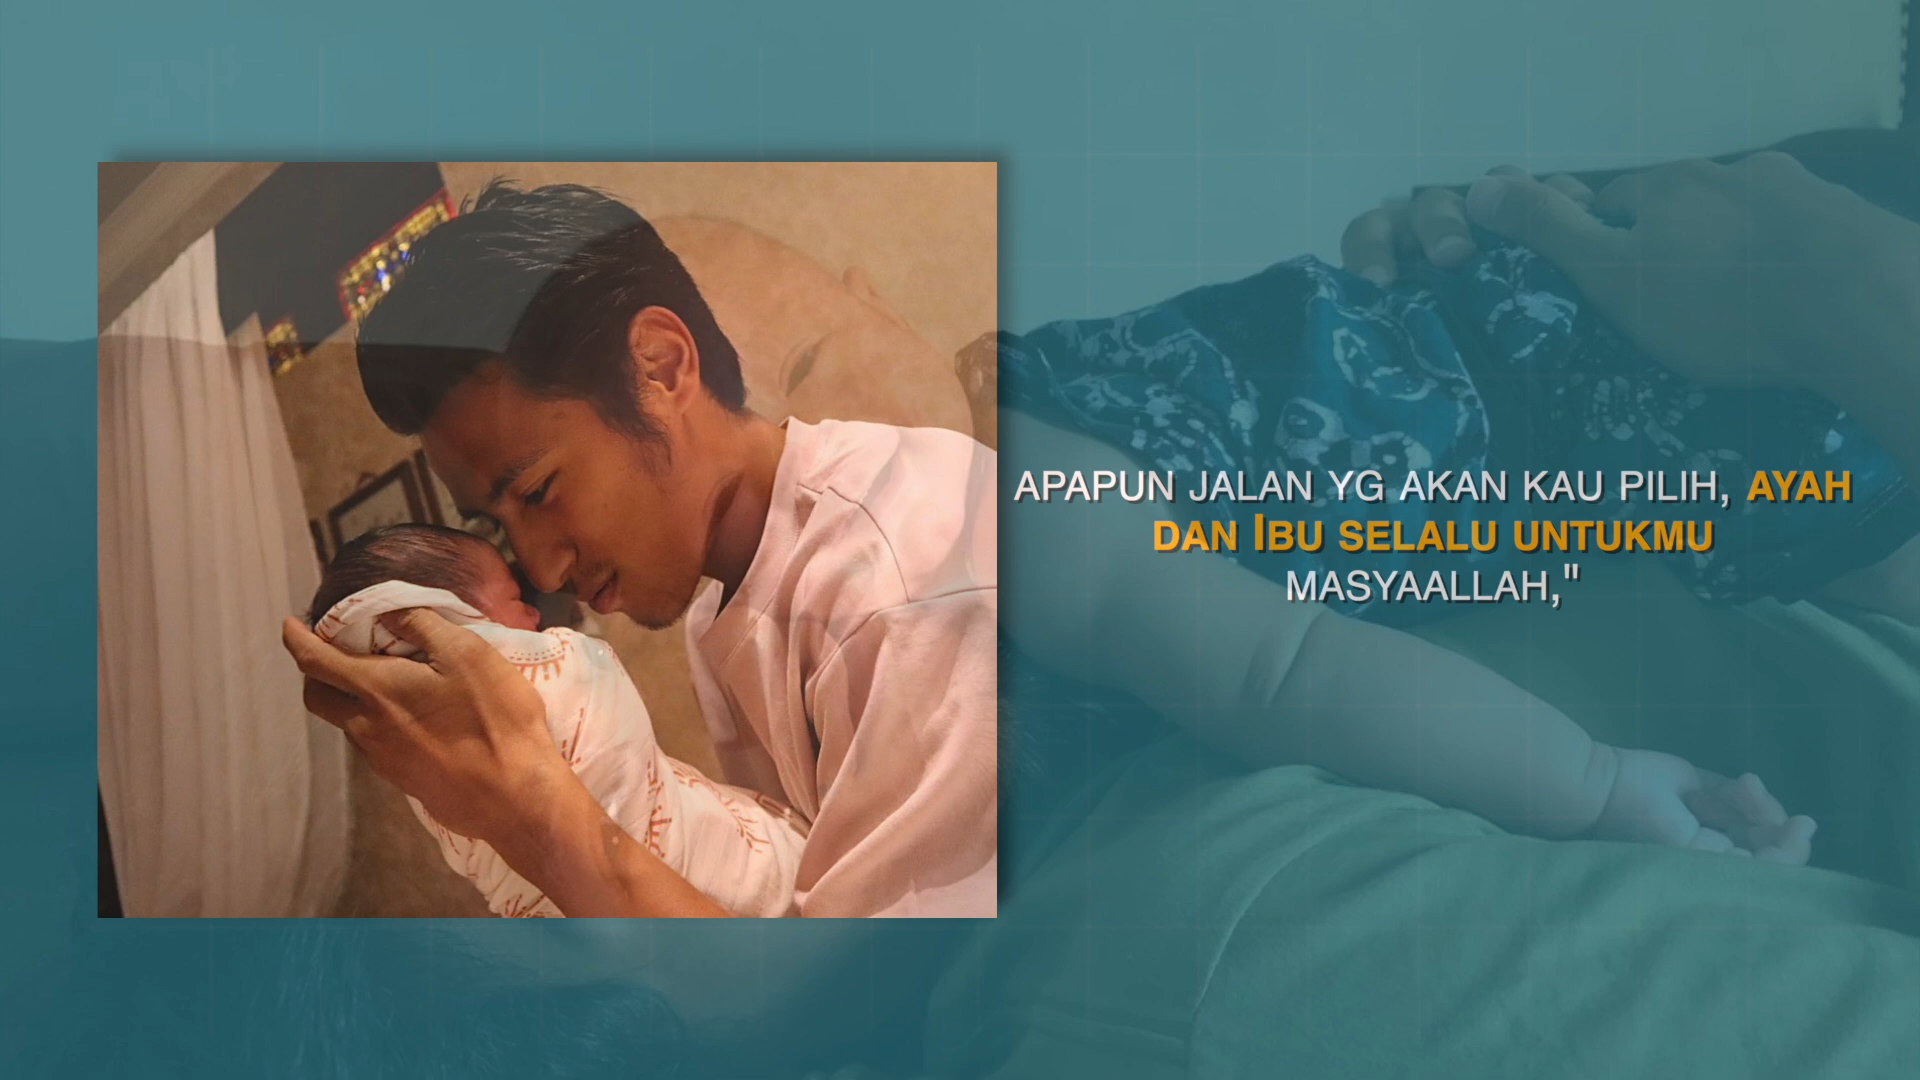 APAPUN JALAN YG AKAN KAU PILIH, AYAH
DAN IBU SELALU UNTUKMU
MASYAALLAH,"